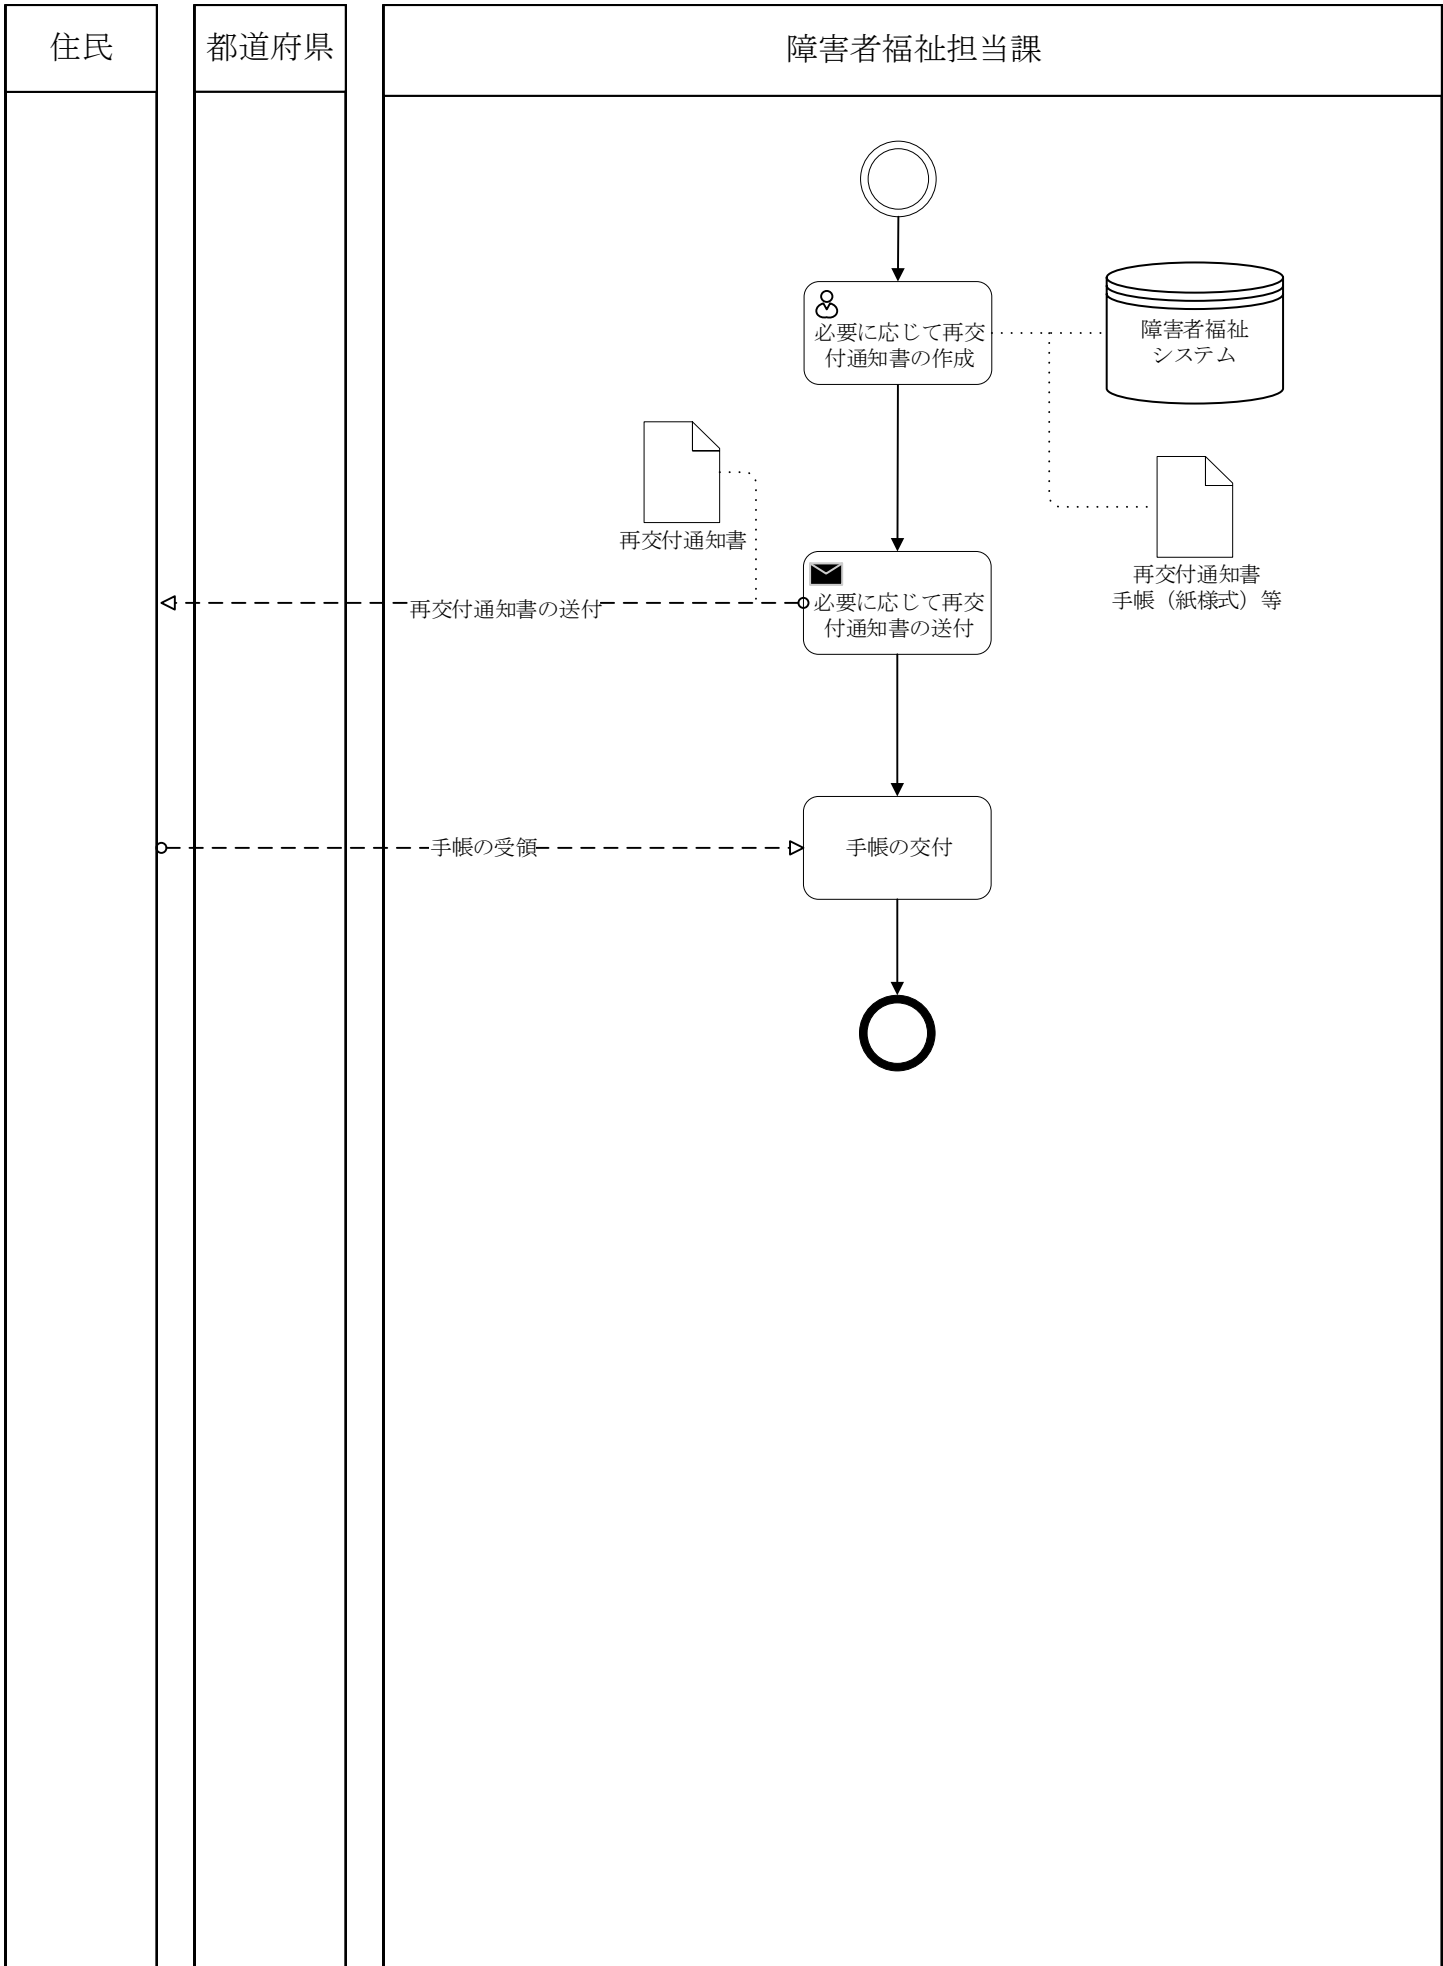 住民
都道府県
障害者福祉担当課
必要に応じて再交
付通知書の作成
障害者福祉
システム
再交付通知書
再交付通知書
手帳（紙様式）等
再交付通知書の送付
必要に応じて再交
付通知書の送付
手帳の受領
手帳の交付